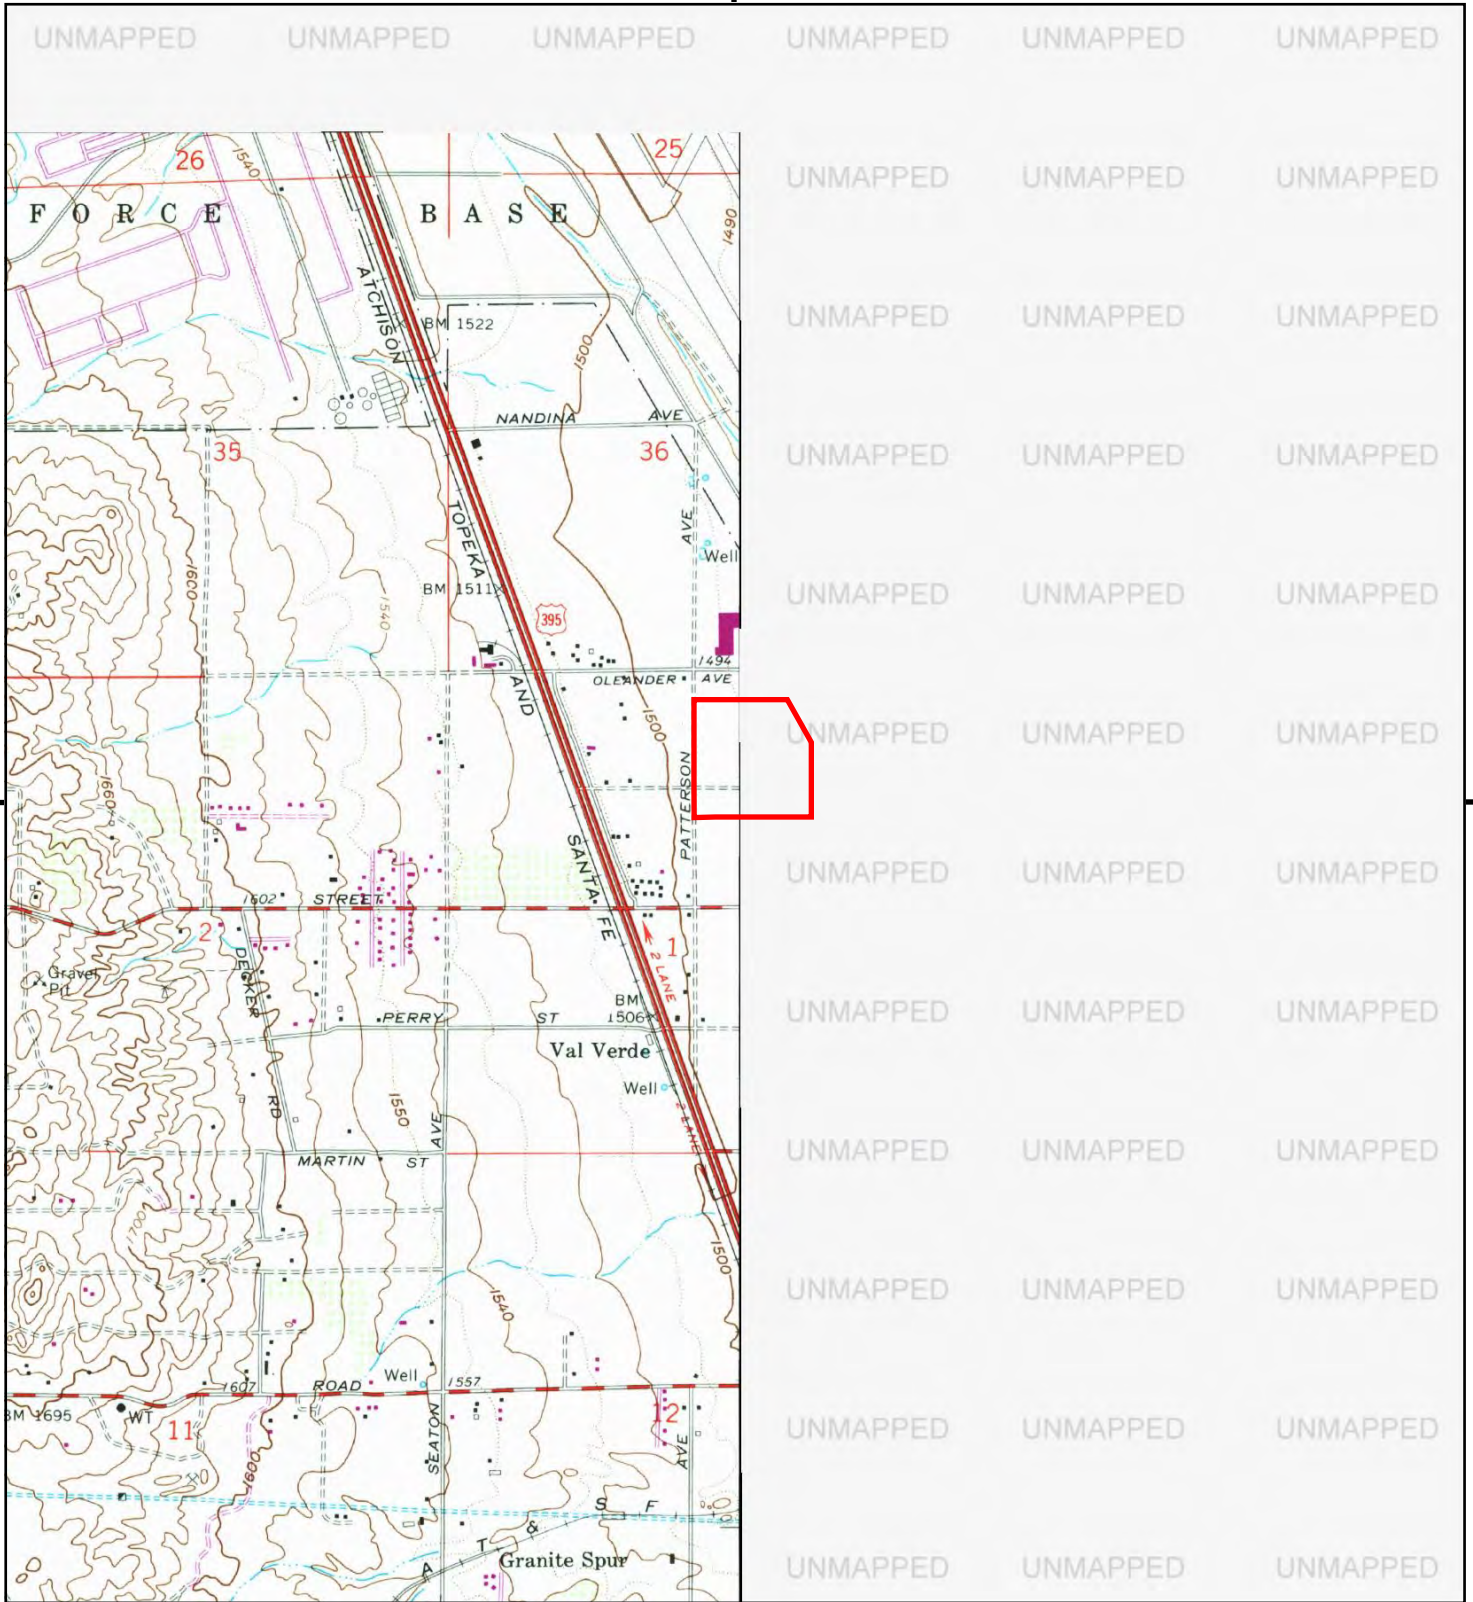 UNMAPPED UNMAPPED UNMAPPED UNMAPPED UNMAPPED UNMAPPED
26 1540 25
UNMAPPED UNMAPPED UNMAPPED
FORCE BASE
1490
ATCHISON
BM 1522
UNMAPPED UNMAPPED UNMAPPED
1500
NANDINA AVE
35 36
UNMAPPED UNMAPPED UNMAPPED
TOPEKA
AVE
Well
1600
BM 1511
1540
UNMAPPED UNMAPPED UNMAPPED
395
1494
OLEANDER AVE
AND
1500
UNMAPPED UNMAPPED UNMAPPED
1660
PATTERSON
SANTA FE
UNMAPPED UNMAPPED UNMAPPED
1602 STREET
2
1
2 LANE
DECKER RD
Gravel
Pit
BM
1506
PERRY ST
UNMAPPED UNMAPPED UNMAPPED
Val Verde
Well
1550
AVE
2 LANE
MARTIN ST
UNMAPPED UNMAPPED UNMAPPED
1700
1500
1540
UNMAPPED UNMAPPED UNMAPPED
Well
1607 ROAD 1557
BM 1695
WT
11
12
SEATON
AVE
UNMAPPED UNMAPPED UNMAPPED
1600
A T & S F
Granite Spur
UNMAPPED UNMAPPED UNMAPPED